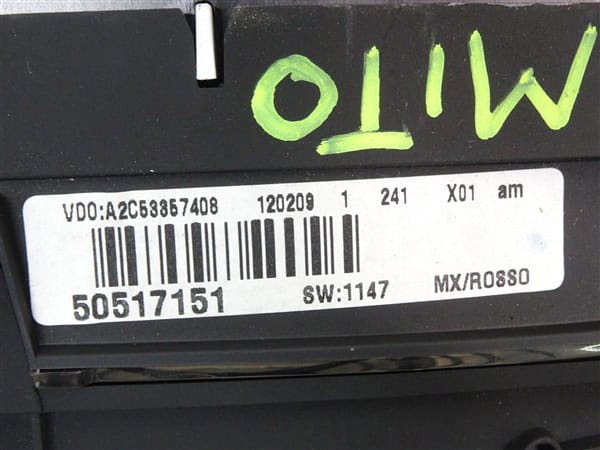 MiTO
VDO:A2C53357408 120209 1 241 X01 am
50517151 SW:1147 MX/ROSSO